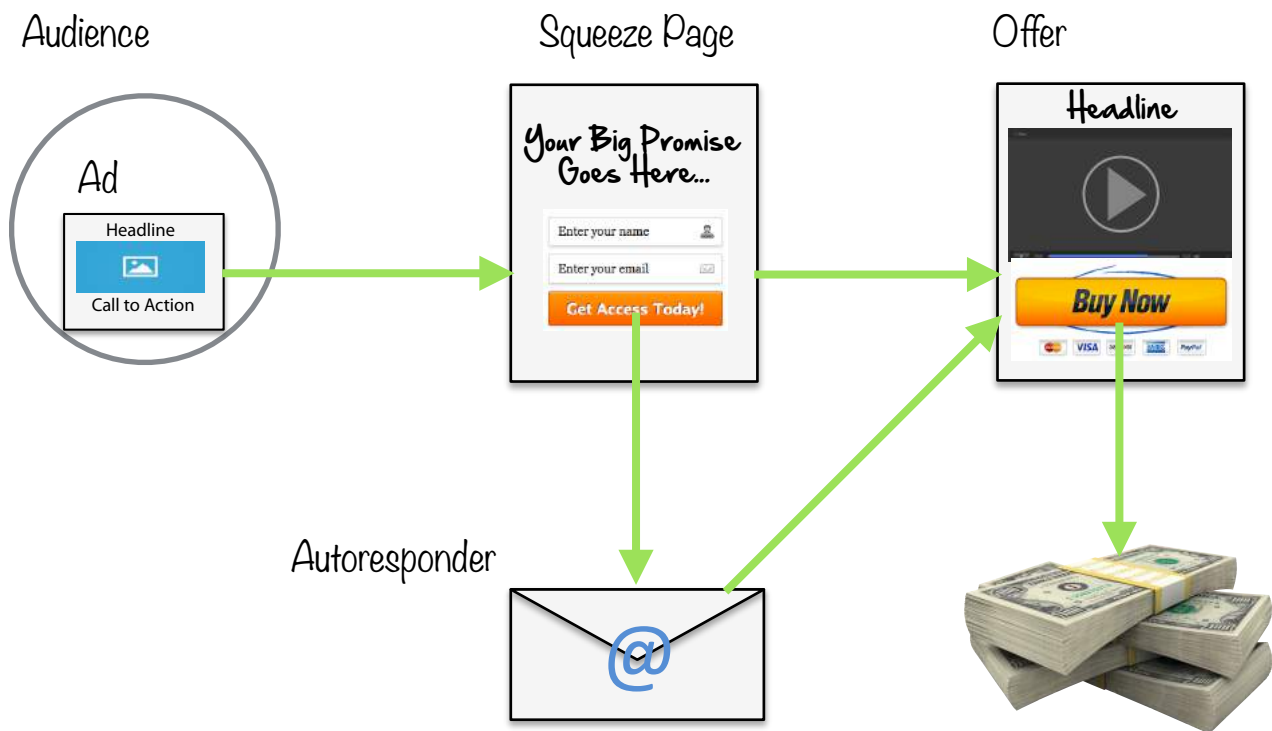 Audience
Squeeze Page
Offer
Ad
Headline
Call to Action
Your Big Promise
Goes Here...
Enter your name
Enter your email
Get Access Today!
Headline
Buy Now
VISA
PayPal
Autoresponder
@